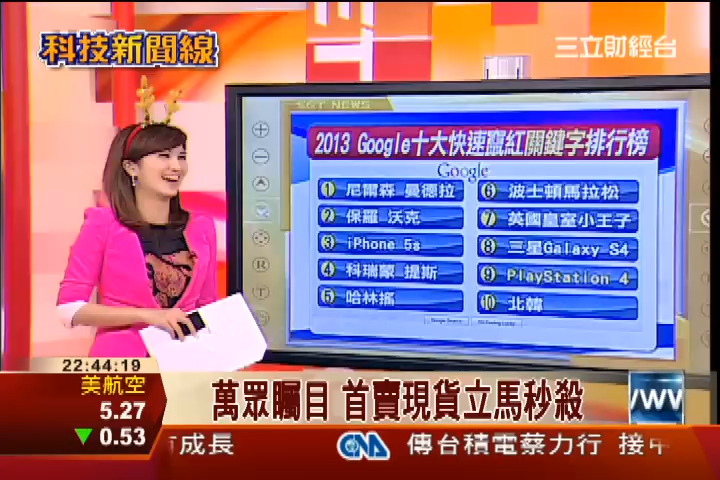 科技新聞線
三立財經台
SET NEWS
2013 Google十大快速竄紅關鍵字排行榜
Google
1 尼爾森 曼德拉
2 保羅 沃克
3 iPhone 5s
4 科瑞蒙 提斯
5 哈林搖
6 波士頓馬拉松
7 英國皇室小王子
8 三星Galaxy S4
9 PlayStation 4
10 北韓
22:44:19
美航空
5.27
▼0.53
萬眾矚目 首賣現貨立馬秒殺
成長 CNA 傳台積電蔡力行 接中